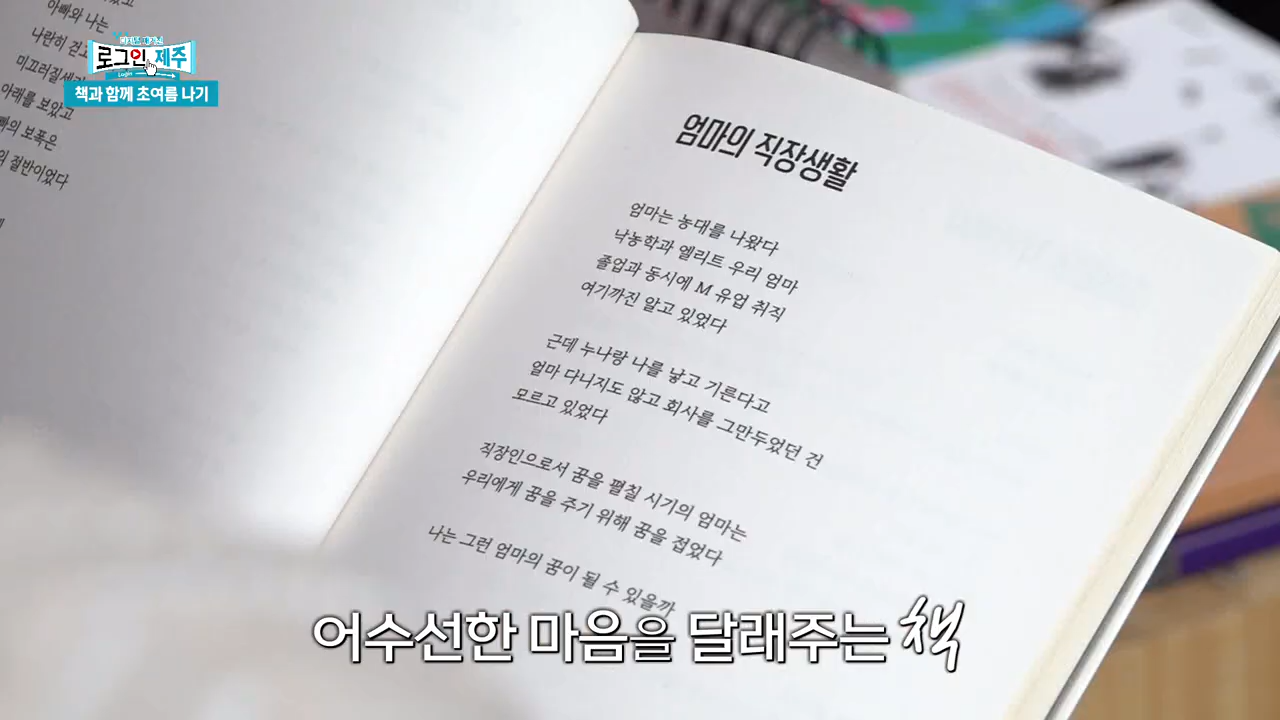 로그인 제주
Login
책과 함께 초여름 나기
아빠와 나는
나란히 걷고
아래를 보았고
보폭은
절반이었다
엄마의 직장생활
엄마는 농대를 나왔다
낙농학과 엘리트 우리 엄마
졸업과 동시에 M 유업 취직
여기까진 알고 있었다
근데 누나랑 나를 낳고 기른다고
얼마 다니지도 않고 회사를 그만두었던 건
모르고 있었다
직장인으로서 꿈을 펼칠 시기의 엄마는
우리에게 꿈을 주기 위해 꿈을 접었다
나는 그런 엄마의 꿈이 될 수 있을까
어수선한 마음을 달래주는 책